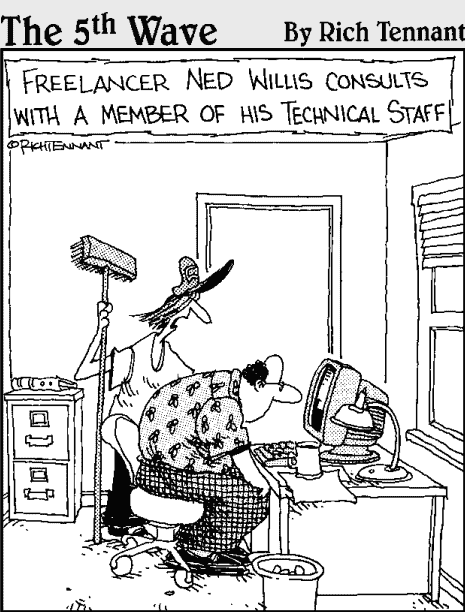 The 5th Wave
By Rich Tennant
FREELANCER NED WILLIS CONSULTS
WITH A MEMBER OF HIS TECHNICAL STAFF
©RICHTENNANT